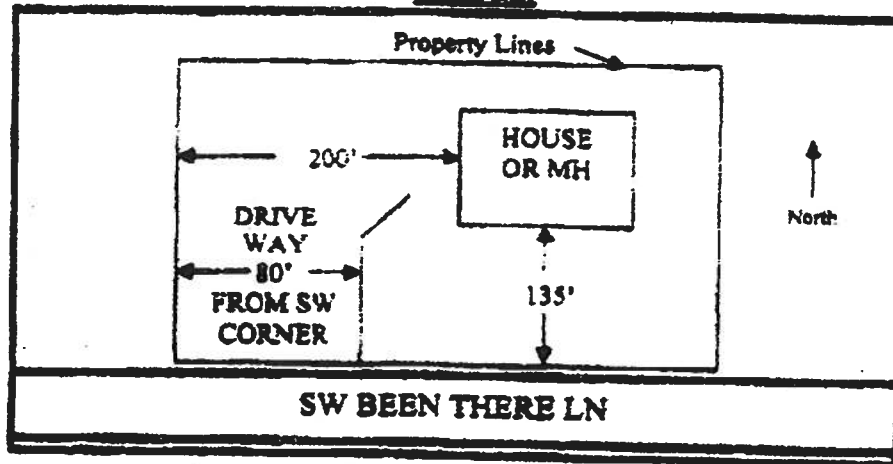 Property Lines
HOUSE
OR MH
200'
North
DRIVE
WAY
80'
FROM SW
CORNER
135'
SW BEEN THERE LN